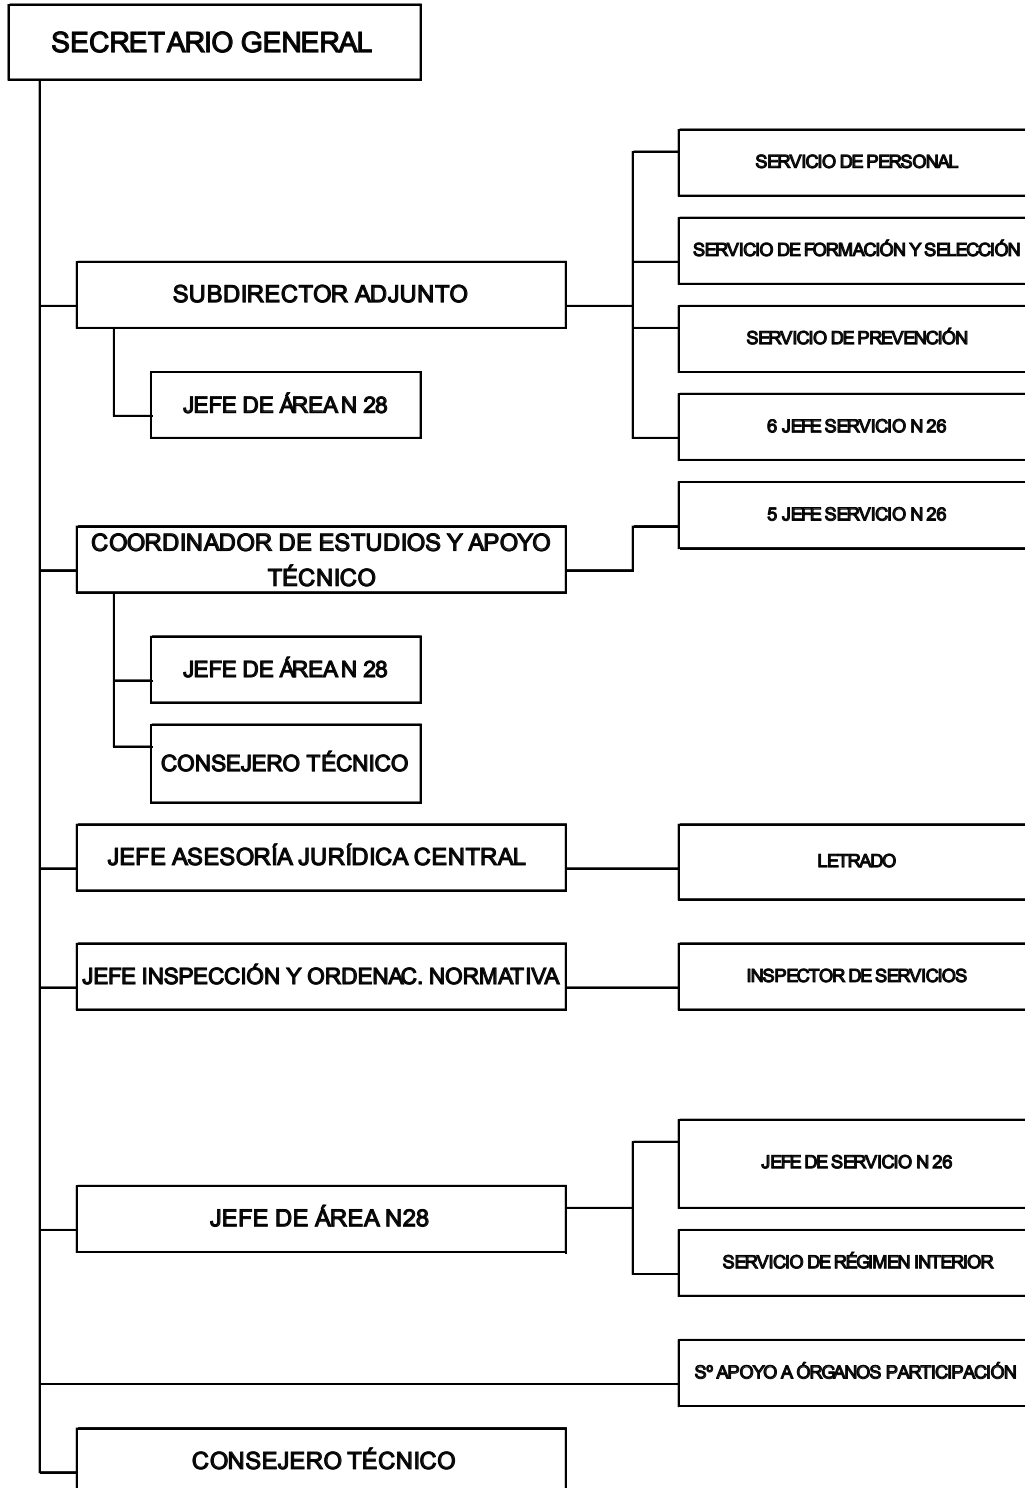 SECRETARIO GENERAL
SERVICIO DE PERSONAL
SERVICIO DE FORMACIÓN Y SELECCIÓN
SUBDIRECTOR ADJUNTO
SERVICIO DE PREVENCIÓN
JEFE DE ÁREA N 28
6 JEFE SERVICIO N 26
5 JEFE SERVICIO N 26
COORDINADOR DE ESTUDIOS Y APOYO
TÉCNICO
JEFE DE ÁREA N 28
CONSEJERO TÉCNICO
JEFE ASESORÍA JURÍDICA CENTRAL
LETRADO
JEFE INSPECCIÓN Y ORDENAC. NORMATIVA
INSPECTOR DE SERVICIOS
JEFE DE SERVICIO N 26
JEFE DE ÁREA N28
SERVICIO DE RÉGIMEN INTERIOR
Sº APOYO A ÓRGANOS PARTICIPACIÓN
CONSEJERO TÉCNICO